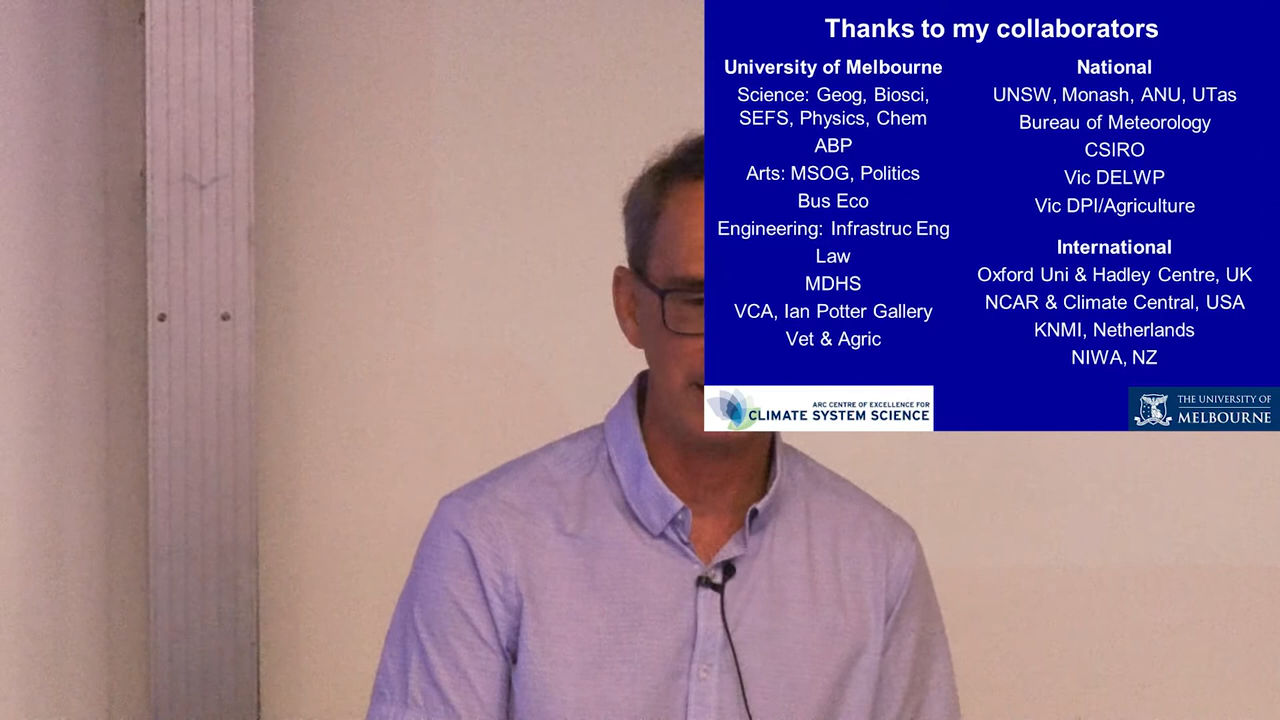 Thanks to my collaborators
University of Melbourne
Science: Geog, Biosci,
SEFS, Physics, Chem
ABP
Arts: MSOG, Politics
Bus Eco
Engineering: Infrastruc Eng
Law
MDHS
VCA, Ian Potter Gallery
Vet & Agric
National
UNSW, Monash, ANU, UTas
Bureau of Meteorology
CSIRO
Vic DELWP
Vic DPI/Agriculture
International
Oxford Uni & Hadley Centre, UK
NCAR & Climate Central, USA
KNMI, Netherlands
NIWA, NZ
ARC CENTRE OF EXCELLENCE FOR
CLIMATE SYSTEM SCIENCE
THE UNIVERSITY OF
MELBOURNE